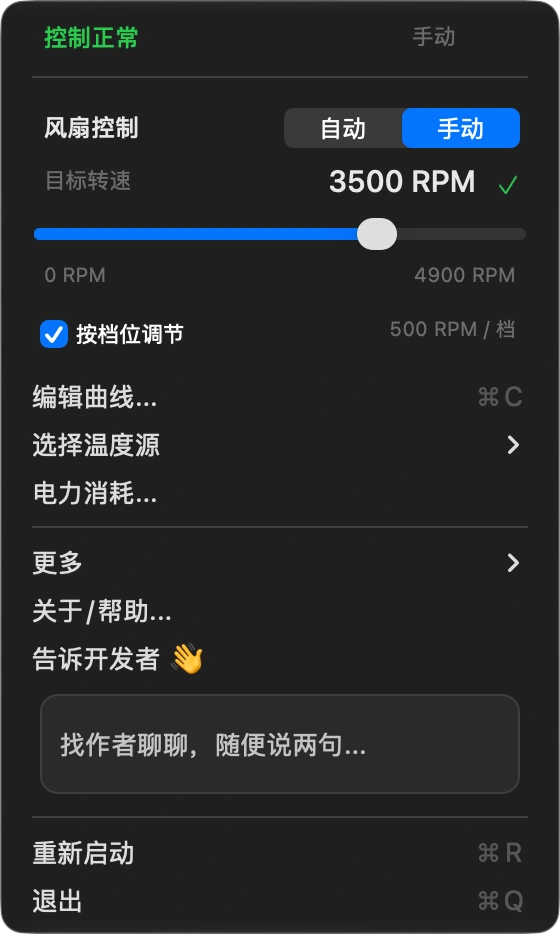 控制正常 手动
风扇控制 自动 手动
目标转速 3500 RPM ✓
0 RPM 4900 RPM
按档位调节 500 RPM / 档
编辑曲线... ⌘ C
选择温度源
电力消耗...
更多
关于/帮助...
告诉开发者 👋
找作者聊聊，随便说两句...
重新启动 ⌘ R
退出 ⌘ Q